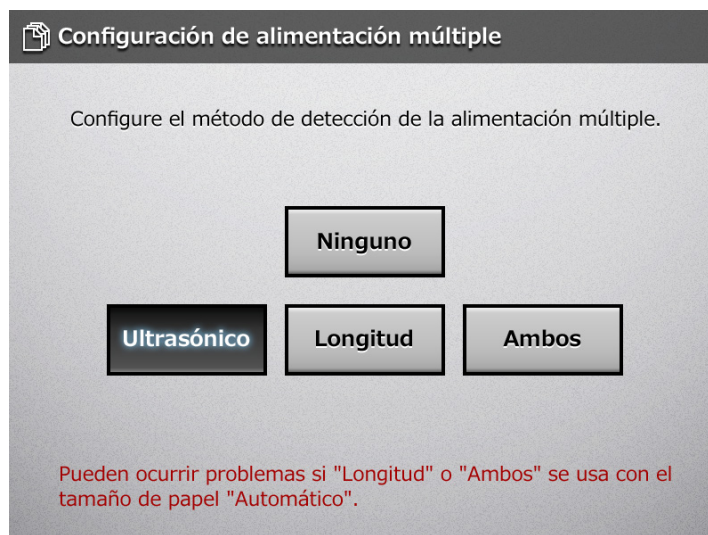 Configuración de alimentación múltiple
Configure el método de detección de la alimentación múltiple.
Ninguno
Ultrasónico
Longitud
Ambos
Pueden ocurrir problemas si "Longitud" o "Ambos" se usa con el
tamaño de papel "Automático".